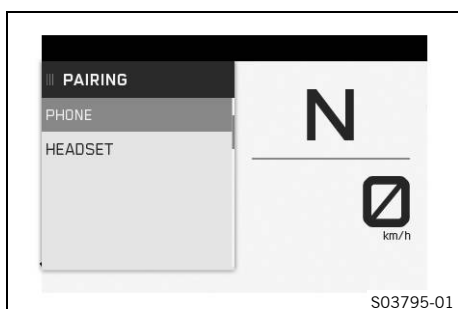 PAIRING
PHONE
HEADSET
N
0
km/h
S03795-01